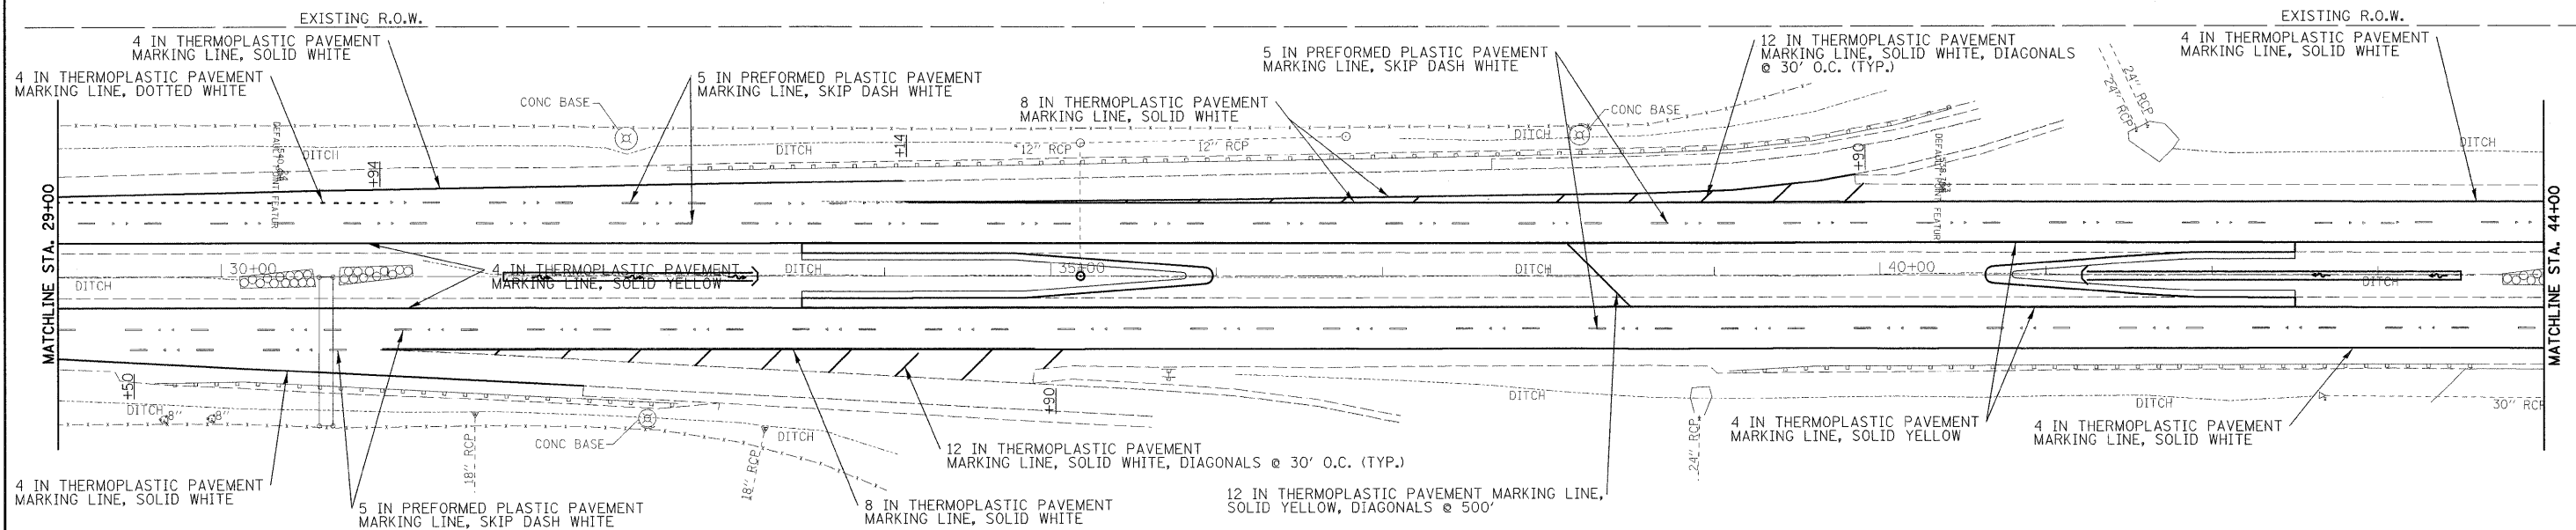 EXISTING R.O.W.
EXISTING R.O.W.
4 IN THERMOPLASTIC PAVEMENT
MARKING LINE, SOLID WHITE
4 IN THERMOPLASTIC PAVEMENT
MARKING LINE, DOTTED WHITE
5 IN PREFORMED PLASTIC PAVEMENT
MARKING LINE, SKIP DASH WHITE
CONC BASE
8 IN THERMOPLASTIC PAVEMENT
MARKING LINE, SOLID WHITE
5 IN PREFORMED PLASTIC PAVEMENT
MARKING LINE, SKIP DASH WHITE
CONC BASE
12 IN THERMOPLASTIC PAVEMENT
MARKING LINE, SOLID WHITE, DIAGONALS
@ 30' O.C. (TYP.)
24" RCP
24" RCP
4 IN THERMOPLASTIC PAVEMENT
MARKING LINE, SOLID WHITE
DITCH
+94
DITCH
+14
12" RCP
12" RCP
DITCH
+90
DITCH
MATCHLINE STA. 29+00
30+00
DITCH
4 IN THERMOPLASTIC PAVEMENT
MARKING LINE, SOLID YELLOW
DITCH
35+00
DITCH
40+00
DITCH
MATCHLINE STA. 44+00
+50
DITCH
18" RCP
CONC BASE
18" RCP
DITCH
+90
DITCH
24" RCP
DITCH
30" RCP
4 IN THERMOPLASTIC PAVEMENT
MARKING LINE, SOLID WHITE
5 IN PREFORMED PLASTIC PAVEMENT
MARKING LINE, SKIP DASH WHITE
12 IN THERMOPLASTIC PAVEMENT
MARKING LINE, SOLID WHITE, DIAGONALS @ 30' O.C. (TYP.)
8 IN THERMOPLASTIC PAVEMENT
MARKING LINE, SOLID WHITE
12 IN THERMOPLASTIC PAVEMENT MARKING LINE,
SOLID YELLOW, DIAGONALS @ 500'
4 IN THERMOPLASTIC PAVEMENT
MARKING LINE, SOLID YELLOW
4 IN THERMOPLASTIC PAVEMENT
MARKING LINE, SOLID WHITE